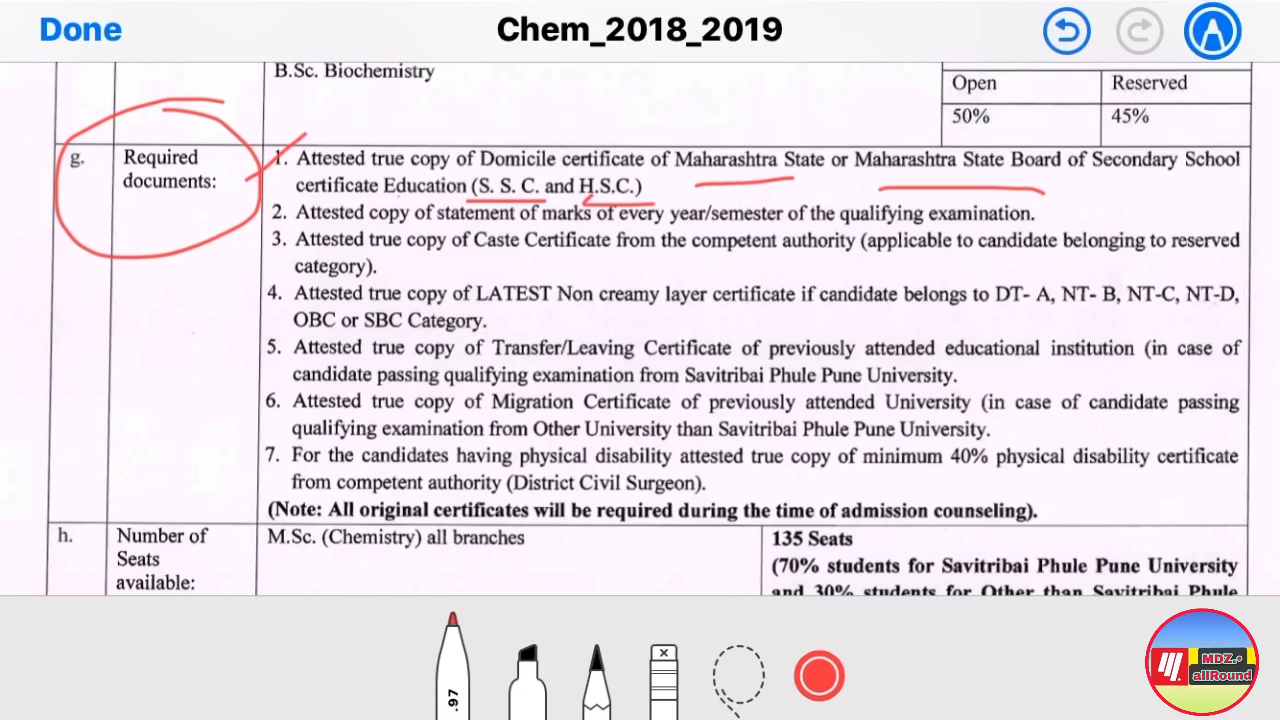 Done
Chem_2018_2019
B.Sc. Biochemistry
Open
Reserved
50%
45%
g.
Required
documents:
1. Attested true copy of Domicile certificate of Maharashtra State or Maharashtra State Board of Secondary School
certificate Education (S. S. C. and H.S.C.)
2. Attested copy of statement of marks of every year/semester of the qualifying examination.
3. Attested true copy of Caste Certificate from the competent authority (applicable to candidate belonging to reserved
category).
4. Attested true copy of LATEST Non creamy layer certificate if candidate belongs to DT- A, NT- B, NT-C, NT-D,
OBC or SBC Category.
5. Attested true copy of Transfer/Leaving Certificate of previously attended educational institution (in case of
candidate passing qualifying examination from Savitribai Phule Pune University.
6. Attested true copy of Migration Certificate of previously attended University (in case of candidate passing
qualifying examination from Other University than Savitribai Phule Pune University.
7. For the candidates having physical disability attested true copy of minimum 40% physical disability certificate
from competent authority (District Civil Surgeon).
(Note: All original certificates will be required during the time of admission counseling).
h.
Number of
Seats
available:
M.Sc. (Chemistry) all branches
135 Seats
(70% students for Savitribai Phule Pune University
and 30% students for Other than Savitribai Phule
.97
MDZ.
allRound